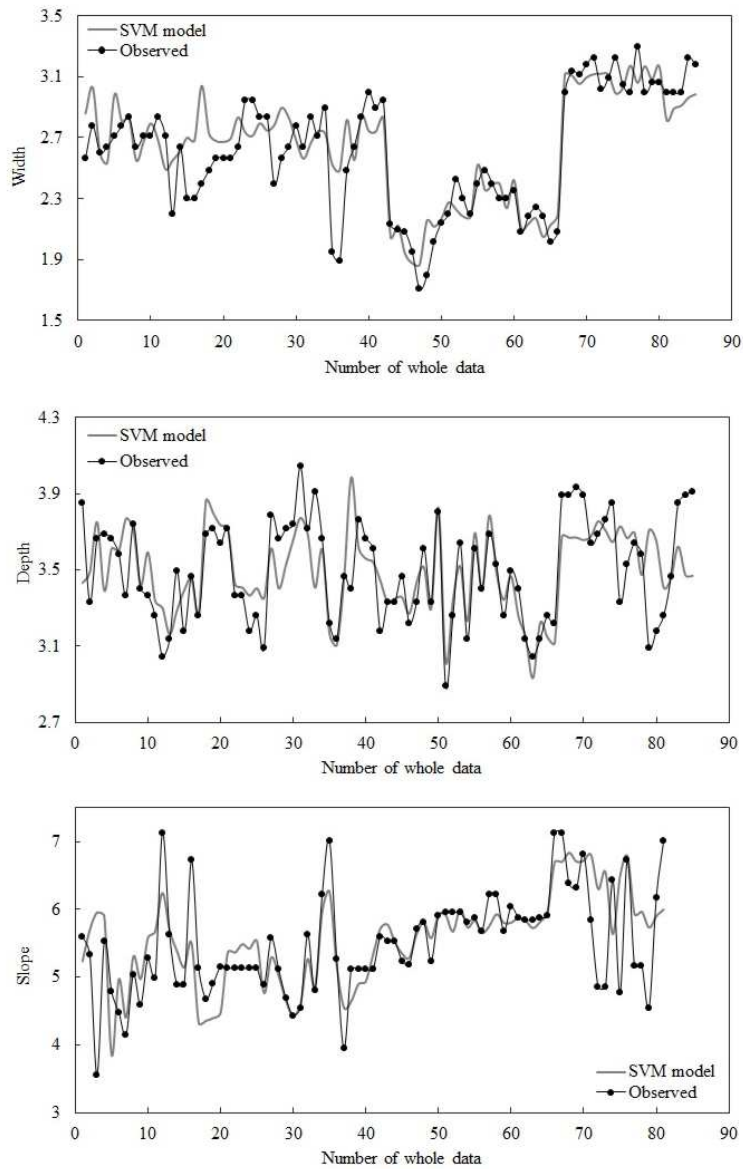 3.5
SVM model
Observed
3.1
2.7
Width
2.3
1.9
1.5
0 10 20 30 40 50 60 70 80 90
Number of whole data
4.3
SVM model
Observed
3.9
Depth
3.5
3.1
2.7
0 10 20 30 40 50 60 70 80 90
Number of whole data
7
6
Slope
5
4
SVM model
Observed
3
0 10 20 30 40 50 60 70 80 90
Number of whole data